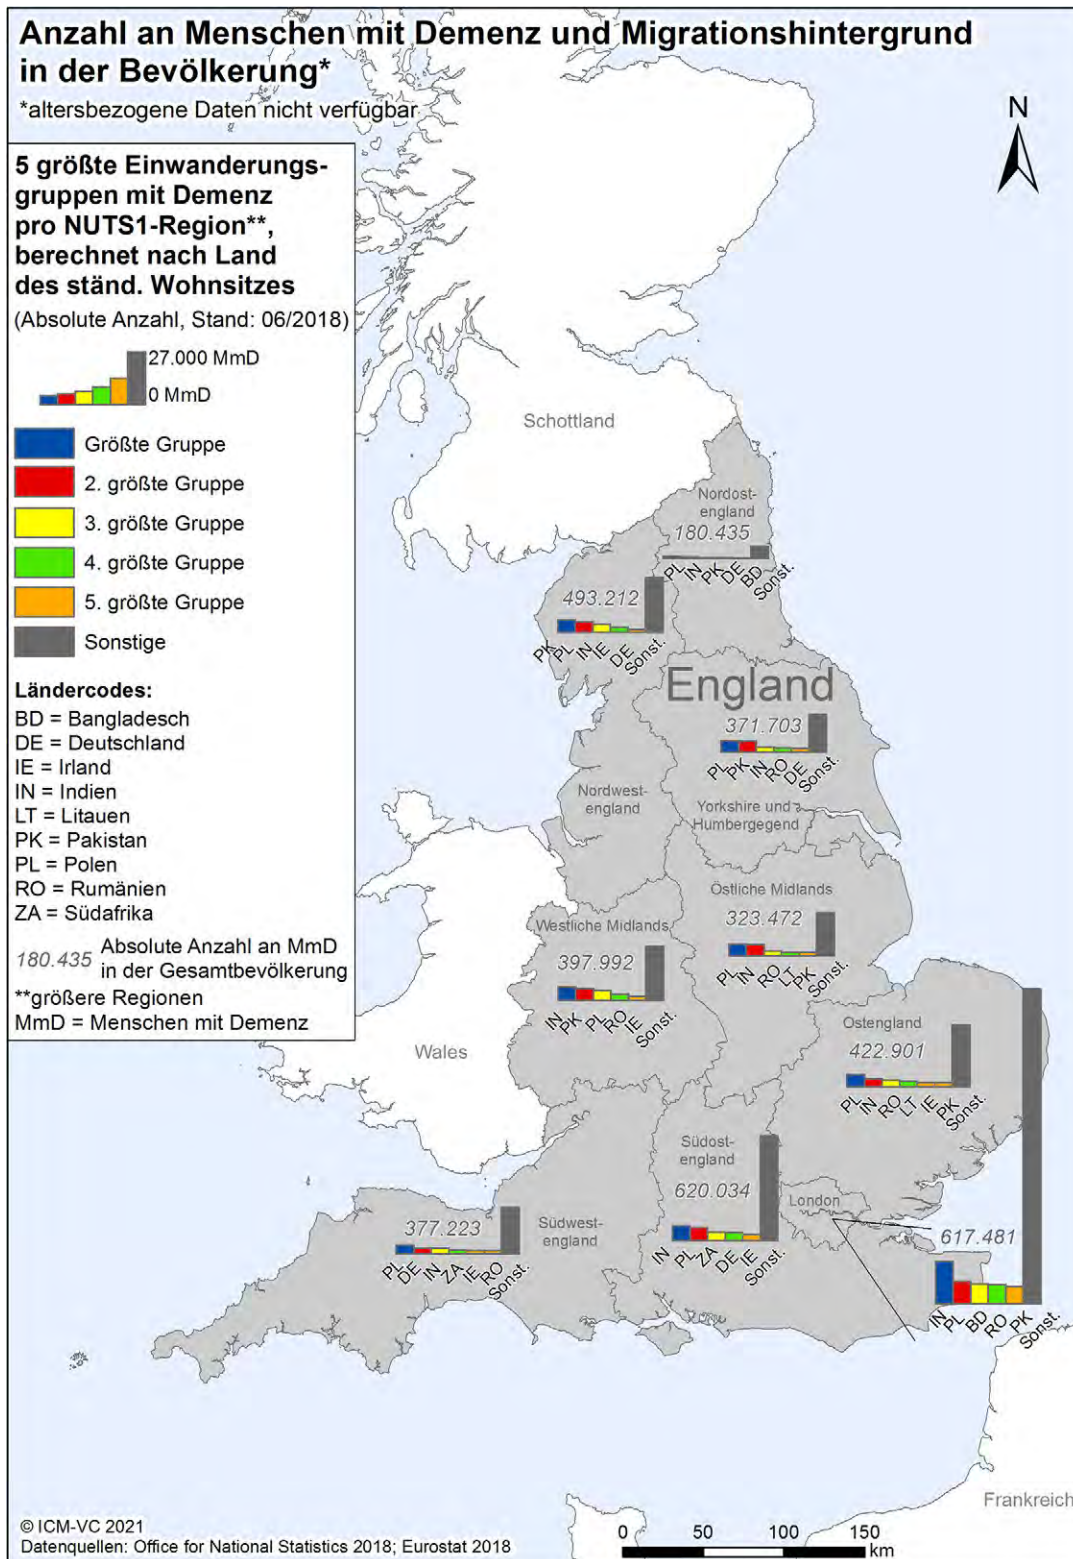 Anzahl an Menschen mit Demenz und Migrationshintergrund
in der Bevölkerung*
*altersbezogene Daten nicht verfügbar
N
5 größte Einwanderungs-
gruppen mit Demenz
pro NUTS1-Region**,
berechnet nach Land
des ständ. Wohnsitzes
(Absolute Anzahl, Stand: 06/2018)
27.000 MmD
0 MmD
Größte Gruppe
2. größte Gruppe
3. größte Gruppe
4. größte Gruppe
5. größte Gruppe
Sonstige
Ländercodes:
BD = Bangladesch
DE = Deutschland
IE = Irland
IN = Indien
LT = Litauen
PK = Pakistan
PL = Polen
RO = Rumänien
ZA = Südafrika
180.435 Absolute Anzahl an MmD
in der Gesamtbevölkerung
**größere Regionen
MmD = Menschen mit Demenz
Schottland
Nordost-
england
180.435
PL IN PK DE BD Sonst.
493.212
PK PL IN IE DE Sonst.
England
371.703
PL PK IN RO DE Sonst.
Nordwest-
england
Yorkshire und
Humbergegend
Östliche Midlands
323.472
PL IN RO LT PK Sonst.
Westliche Midlands
397.992
IN PK PL RO IE Sonst.
Wales
Ostengland
422.901
PL IN RO LT IE PK Sonst.
Südost-
england
620.034
IN PL ZA DE IE Sonst.
London
617.481
IN PL BD RO PK Sonst.
377.223
PL DE IN ZA IE RO Sonst.
Südwest-
england
Frankreich
© ICM-VC 2021
Datenquellen: Office for National Statistics 2018; Eurostat 2018
0 50 100 150
km